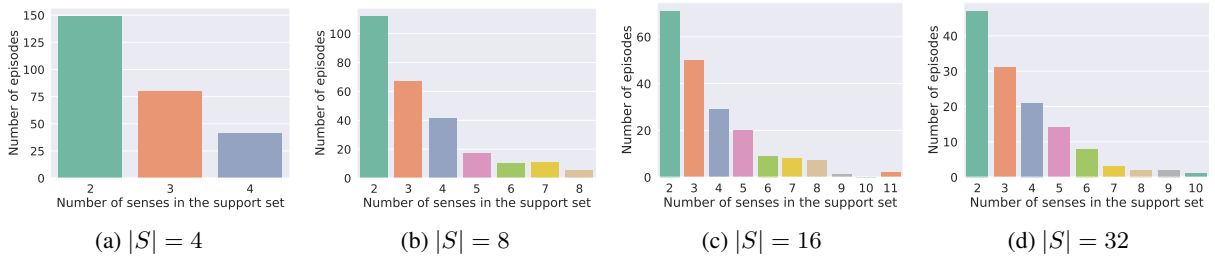 Number of episodes
150
125
100
75
50
25
0
2 3 4
Number of senses in the support set
(a) |S| = 4
Number of episodes
100
80
60
40
20
0
2 3 4 5 6 7 8
Number of senses in the support set
(b) |S| = 8
Number of episodes
60
40
20
0
2 3 4 5 6 7 8 9 10 11
Number of senses in the support set
(c) |S| = 16
Number of episodes
40
30
20
10
0
2 3 4 5 6 7 8 9 10
Number of senses in the support set
(d) |S| = 32